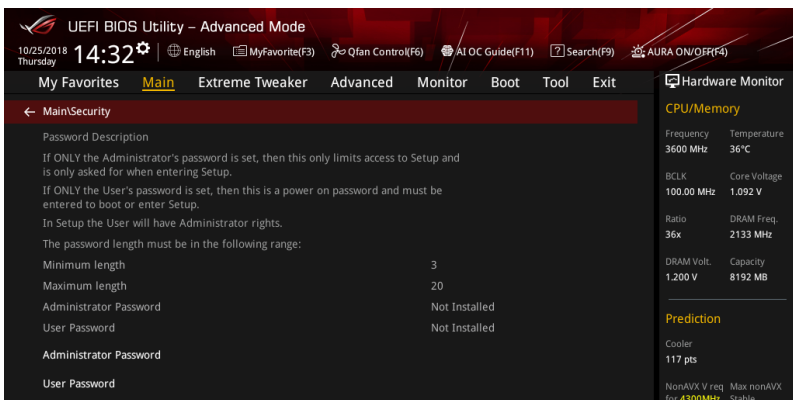 UEFI BIOS Utility – Advanced Mode
10/25/2018 Thursday 14:32 English MyFavorite(F3) Qfan Control(F6) AI OC Guide(F11) Search(F9) AURA ON/OFF(F4)
My Favorites Main Extreme Tweaker Advanced Monitor Boot Tool Exit
← Main\Security
Password Description
If ONLY the Administrator's password is set, then this only limits access to Setup and
is only asked for when entering Setup.
If ONLY the User's password is set, then this is a power on password and must be
entered to boot or enter Setup.
In Setup the User will have Administrator rights.
The password length must be in the following range:
Minimum length 3
Maximum length 20
Administrator Password Not Installed
User Password Not Installed
Administrator Password
User Password
Hardware Monitor
CPU/Memory
Frequency Temperature
3600 MHz 36°C
BCLK Core Voltage
100.00 MHz 1.092 V
Ratio DRAM Freq.
36x 2133 MHz
DRAM Volt. Capacity
1.200 V 8192 MB
Prediction
Cooler
117 pts
NonAVX V req Max nonAVX
for 4300MHz Stable